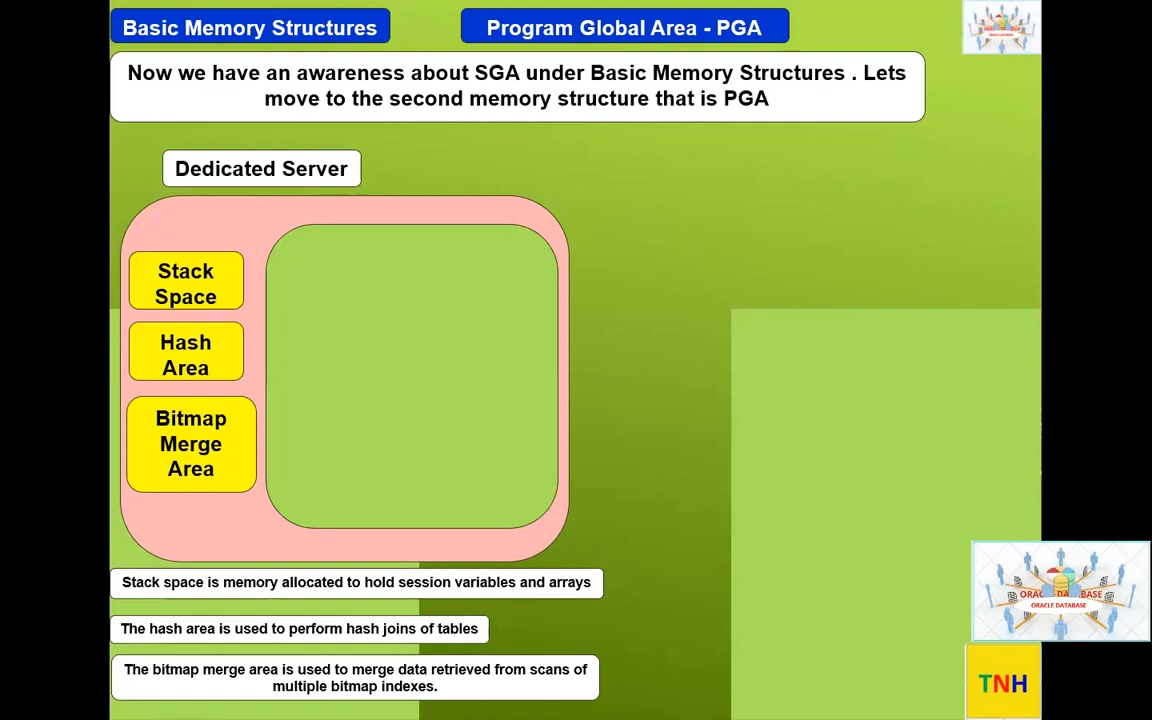 Basic Memory Structures
Program Global Area - PGA
Now we have an awareness about SGA under Basic Memory Structures . Lets
move to the second memory structure that is PGA
Dedicated Server
Stack
Space
Hash
Area
Bitmap
Merge
Area
Stack space is memory allocated to hold session variables and arrays
The hash area is used to perform hash joins of tables
The bitmap merge area is used to merge data retrieved from scans of
multiple bitmap indexes.
ORACLE DATABASE
TNH